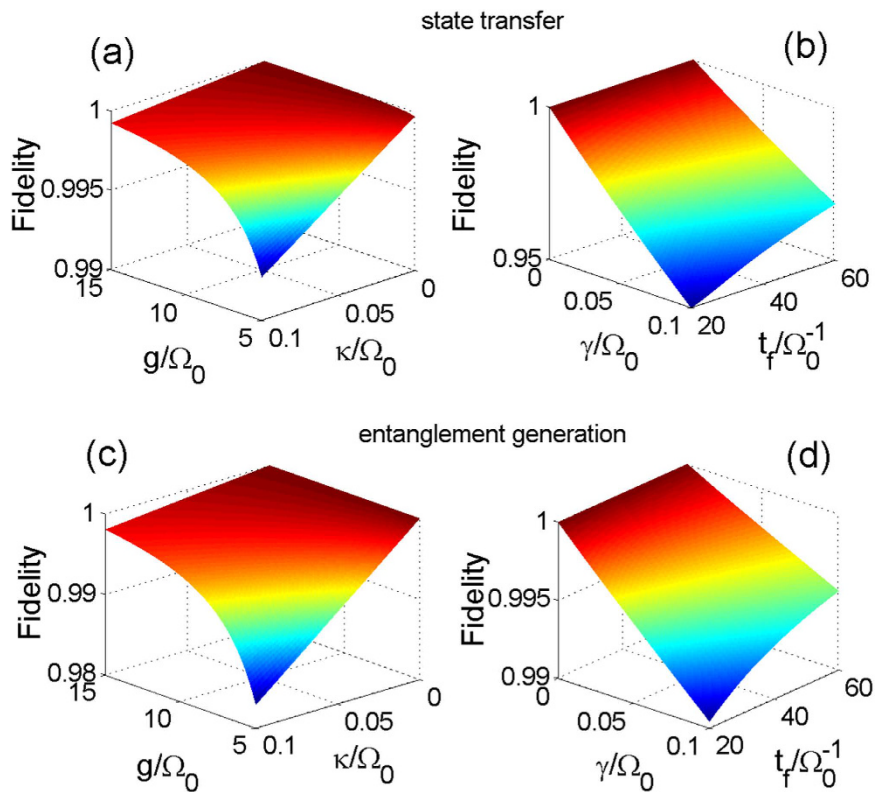 state transfer
(a)
(b)
1
0.995
0.99
Fidelity
15
10
5
g/Ω₀
0.1
0.05
0
κ/Ω₀
1
0.95
Fidelity
0
0.05
0.1
γ/Ω₀
20
40
60
t_f/Ω₀⁻¹
entanglement generation
(c)
(d)
1
0.99
0.98
Fidelity
15
10
5
g/Ω₀
0.1
0.05
0
κ/Ω₀
1
0.995
0.99
Fidelity
0
0.05
0.1
γ/Ω₀
20
40
60
t_f/Ω₀⁻¹